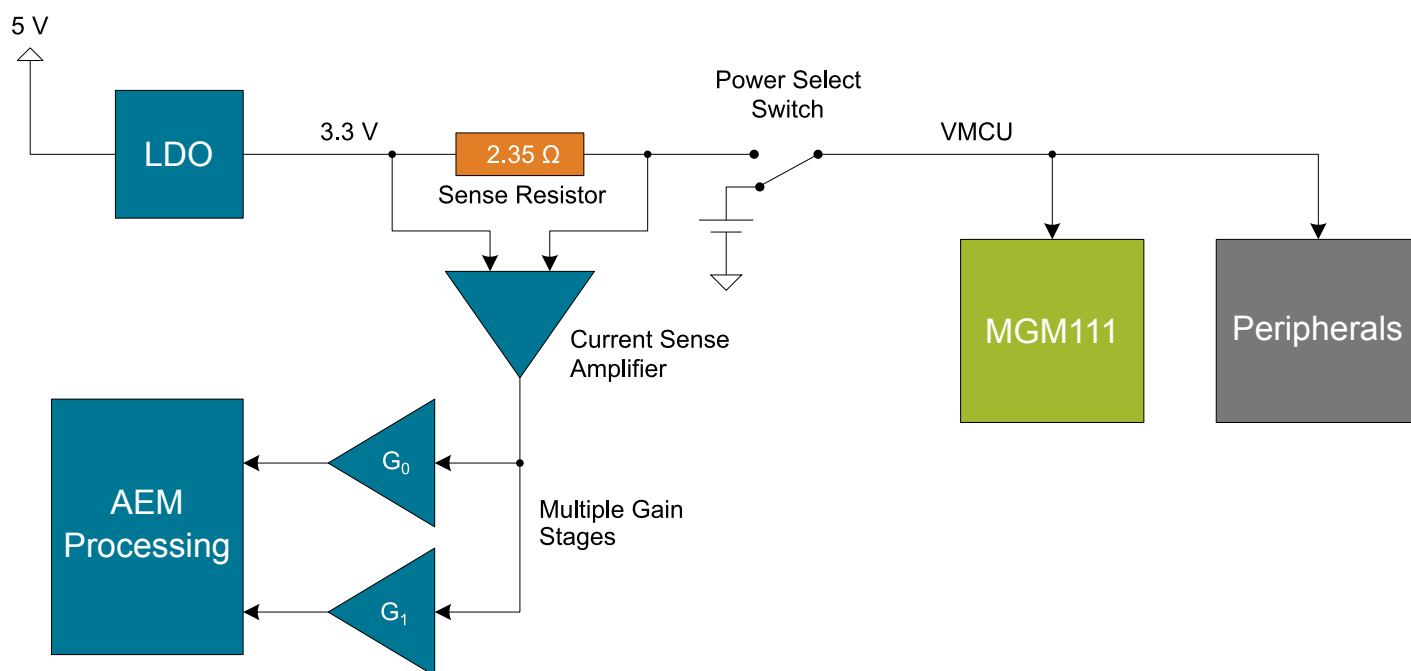 5 V
Power Select
Switch
LDO
3.3 V
2.35 Ω
VMCU
Sense Resistor
MGM111
Peripherals
Current Sense
Amplifier
G₀
AEM
Processing
Multiple Gain
Stages
G₁